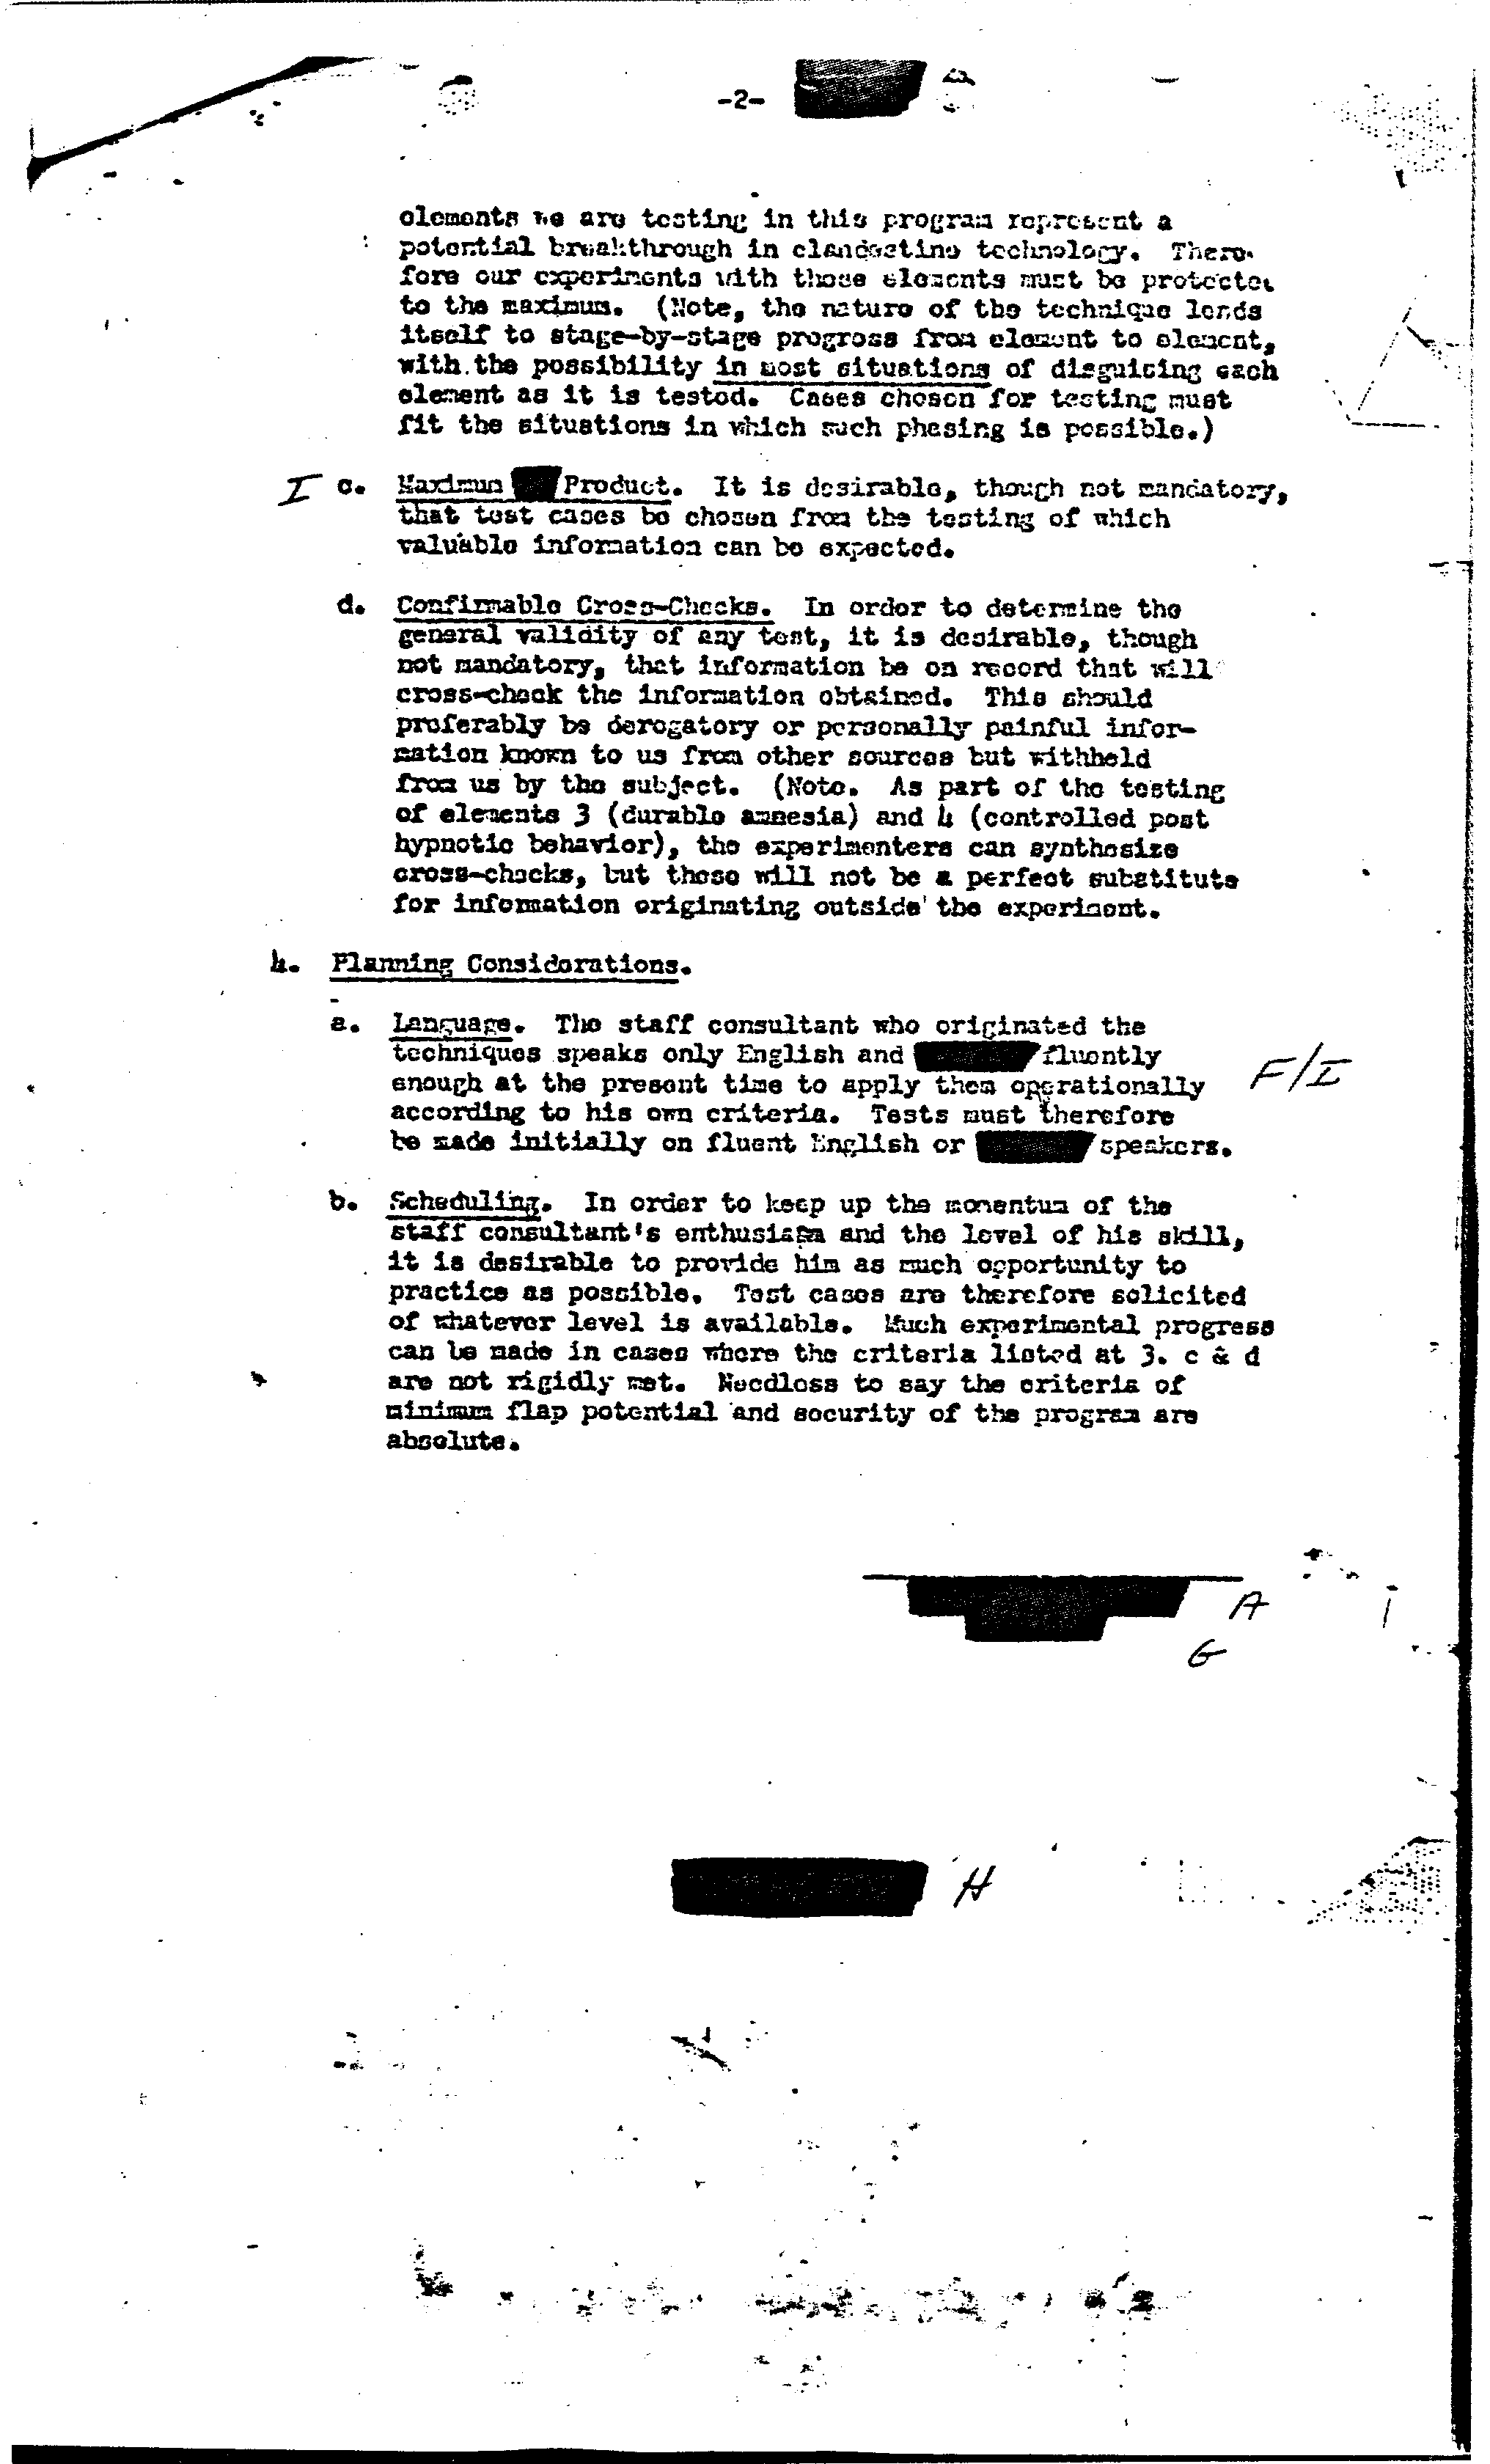 -2-
elements we are testing in this program represent a
potential breakthrough in clandestine technology. There-
fore our experiments with those elements must be protected
to the maximum. (Note, the nature of the technique lends
itself to stage-by-stage progress from element to element,
with the possibility in most situations of disguising each
element as it is tested. Cases chosen for testing must
fit the situations in which such phasing is possible.)
I c. Maximum Product. It is desirable, though not mandatory,
that test cases be chosen from the testing of which
valuable information can be expected.
d. Confirmable Cross-Checks. In order to determine the
general validity of any test, it is desirable, though
not mandatory, that information be on record that will
cross-check the information obtained. This should
preferably be derogatory or personally painful infor-
mation known to us from other sources but withheld
from us by the subject. (Note. As part of the testing
of elements 3 (durable amnesia) and 4 (controlled post
hypnotic behavior), the experimenters can synthesize
cross-checks, but these will not be a perfect substitute
for information originating outside the experiment.
4. Planning Considerations.
a. Language. The staff consultant who originated the
techniques speaks only English and fluently
enough at the present time to apply them operationally F/I
according to his own criteria. Tests must therefore
be made initially on fluent English or speakers.
b. Scheduling. In order to keep up the momentum of the
staff consultant's enthusiasm and the level of his skill,
it is desirable to provide him as much opportunity to
practice as possible. Test cases are therefore solicited
of whatever level is available. Much experimental progress
can be made in cases where the criteria listed at 3. c & d
are not rigidly met. Needless to say the criteria of
minimum flap potential and security of the program are
absolute.
A
G
H